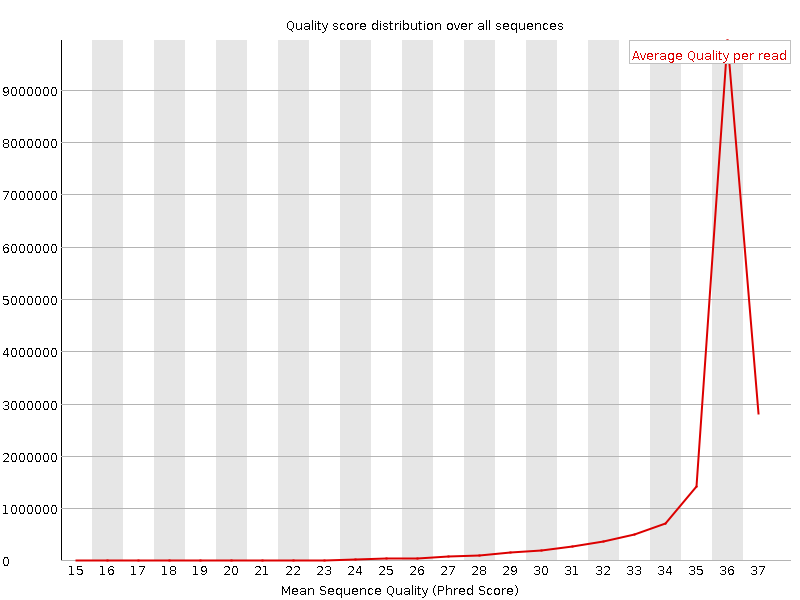 Quality score distribution over all sequences
Average Quality per read
9000000
8000000
7000000
6000000
5000000
4000000
3000000
2000000
1000000
0
15 16 17 18 19 20 21 22 23 24 25 26 27 28 29 30 31 32 33 34 35 36 37
Mean Sequence Quality (Phred Score)